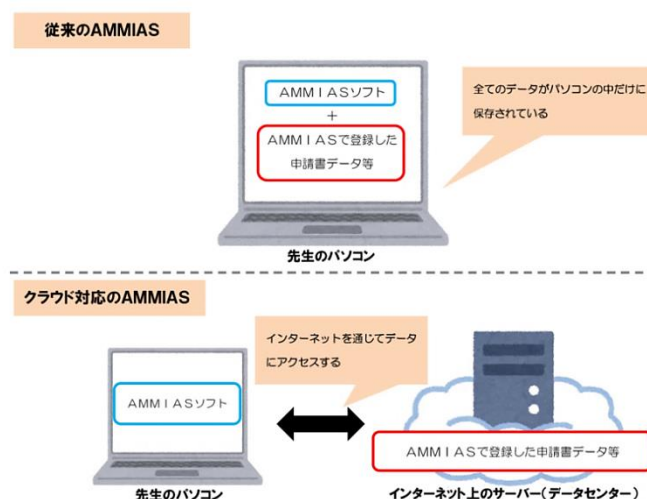 従来のAMMIAS
AMMIASソフト
+
AMMIASで登録した
申請書データ等
全てのデータがパソコンの中だけに
保存されている
先生のパソコン
クラウド対応のAMMIAS
インターネットを通じてデータ
にアクセスする
AMMIASソフト
AMMIASで登録した申請書データ等
先生のパソコン
インターネット上のサーバー(データセンター)